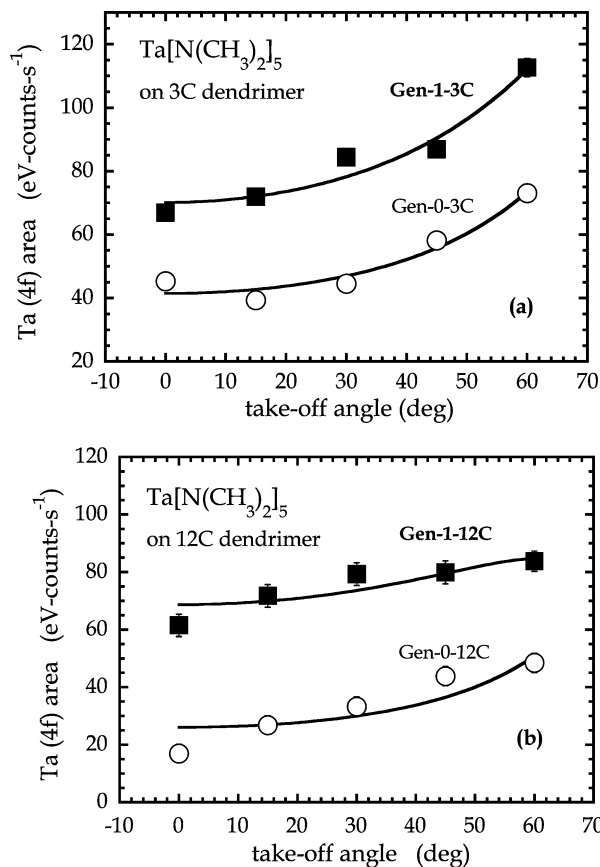 120
100
80
60
40
20
Ta (4f) area (eV-counts-s⁻¹)
Ta[N(CH₃)₂]₅
on 3C dendrimer
Gen-1-3C
Gen-0-3C
(a)
-10 0 10 20 30 40 50 60 70
take-off angle (deg)
120
100
80
60
40
20
0
Ta (4f) area (eV-counts-s⁻¹)
Ta[N(CH₃)₂]₅
on 12C dendrimer
Gen-1-12C
Gen-0-12C
(b)
-10 0 10 20 30 40 50 60 70
take-off angle (deg)